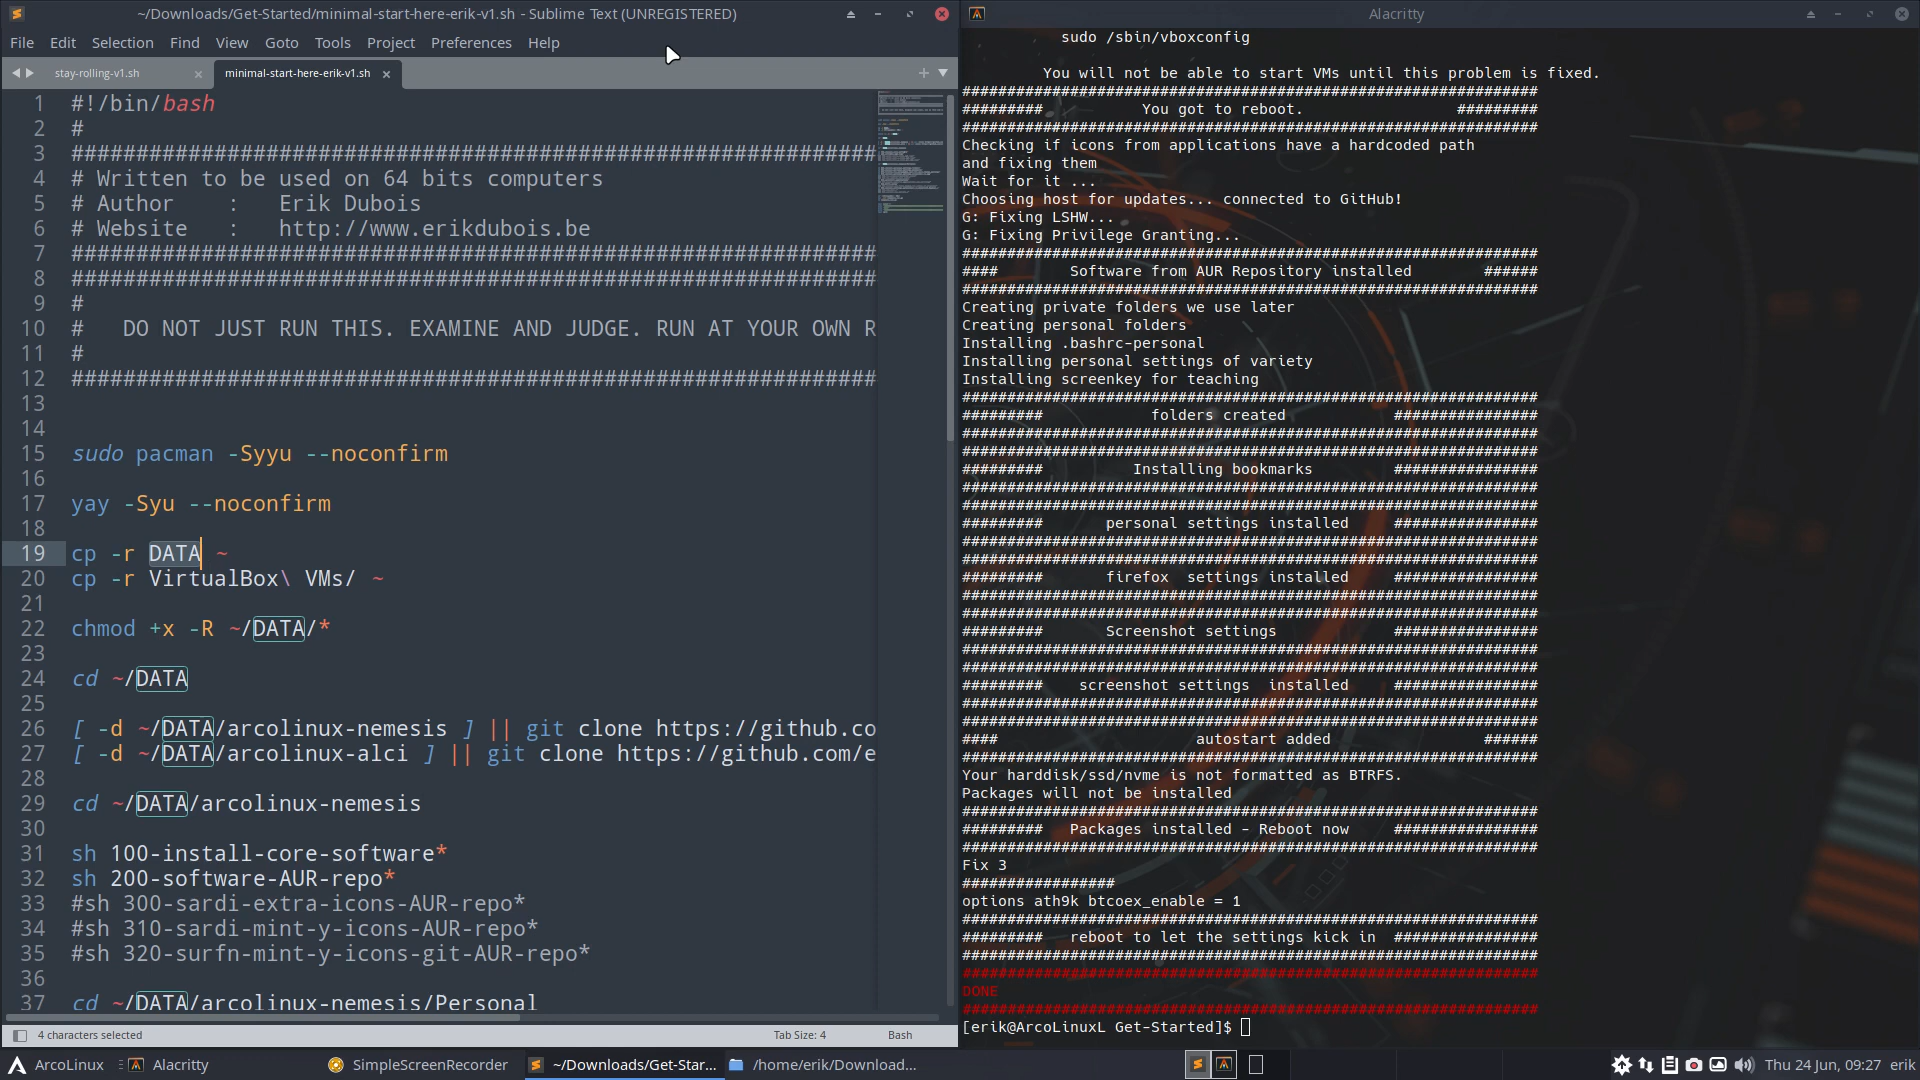 ~/Downloads/Get-Started/minimal-start-here-erik-v1.sh - Sublime Text (UNREGISTERED)
File Edit Selection Find View Goto Tools Project Preferences Help
stay-rolling-v1.sh
minimal-start-here-erik-v1.sh
1 #!/bin/bash
2 #
3 ##############################################################
4 # Written to be used on 64 bits computers
5 # Author    :   Erik Dubois
6 # Website   :   http://www.erikdubois.be
7 ##############################################################
8 ##############################################################
9 #
10 #   DO NOT JUST RUN THIS. EXAMINE AND JUDGE. RUN AT YOUR OWN R
11 #
12 ##############################################################
13
14
15 sudo pacman -Syyu --noconfirm
16
17 yay -Syu --noconfirm
18
19 cp -r DATA ~
20 cp -r VirtualBox\ VMs/ ~
21
22 chmod +x -R ~/DATA/*
23
24 cd ~/DATA
25
26 [ -d ~/DATA/arcolinux-nemesis ] || git clone https://github.co
27 [ -d ~/DATA/arcolinux-alci ] || git clone https://github.com/e
28
29 cd ~/DATA/arcolinux-nemesis
30
31 sh 100-install-core-software*
32 sh 200-software-AUR-repo*
33 #sh 300-sardi-extra-icons-AUR-repo*
34 #sh 310-sardi-mint-y-icons-AUR-repo*
35 #sh 320-surfn-mint-y-icons-git-AUR-repo*
36
37 cd ~/DATA/arcolinux-nemesis/Personal
4 characters selected
Tab Size: 4
Bash
Alacritty
sudo /sbin/vboxconfig
You will not be able to start VMs until this problem is fixed.
################################################################
#########           You got to reboot.                 #########
################################################################
Checking if icons from applications have a hardcoded path
and fixing them
Wait for it ...
Choosing host for updates... connected to GitHub!
G: Fixing LSHW...
G: Fixing Privilege Granting...
################################################################
####        Software from AUR Repository installed        ######
################################################################
Creating private folders we use later
Creating personal folders
Installing .bashrc-personal
Installing personal settings of variety
Installing screenkey for teaching
################################################################
#########            folders created            ################
################################################################
################################################################
#########          Installing bookmarks         ################
################################################################
################################################################
#########       personal settings installed     ################
################################################################
################################################################
#########       firefox  settings installed     ################
################################################################
################################################################
#########       Screenshot settings             ################
################################################################
################################################################
#########    screenshot settings  installed     ################
################################################################
################################################################
####                      autostart added                 ######
################################################################
Your harddisk/ssd/nvme is not formatted as BTRFS.
Packages will not be installed
################################################################
#########   Packages installed - Reboot now     ################
################################################################
Fix 3
#################
options ath9k btcoex_enable = 1
################################################################
#########   reboot to let the settings kick in  ################
################################################################
################################################################
DONE
################################################################
[erik@ArcoLinuxL Get-Started]$
ArcoLinux
Alacritty
SimpleScreenRecorder
~/Downloads/Get-Star...
/home/erik/Download...
Thu 24 Jun, 09:27
erik